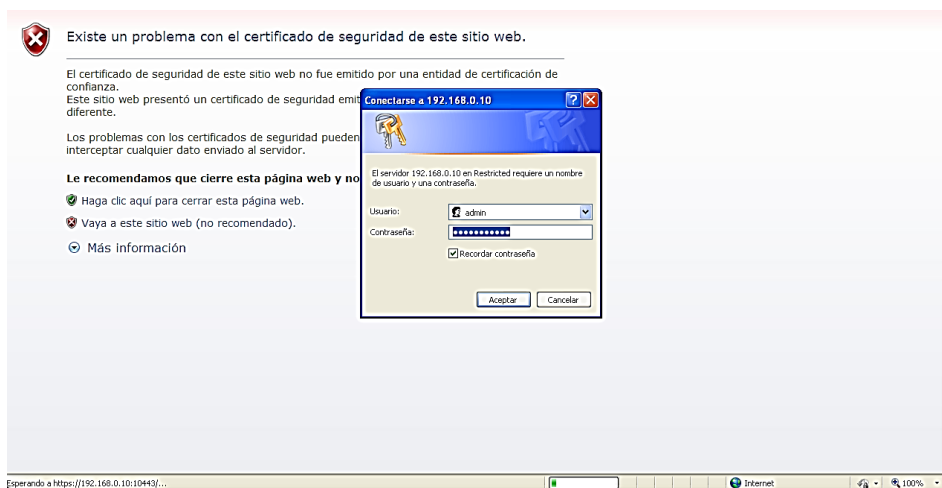 Existe un problema con el certificado de seguridad de este sitio web.
El certificado de seguridad de este sitio web no fue emitido por una entidad de certificación de
confianza.
Este sitio web presentó un certificado de seguridad
diferente.
Los problemas con los certificados de seguridad pueden
interceptar cualquier dato enviado al servidor.
Le recomendamos que cierre esta página web y
Haga clic aquí para cerrar esta página web.
Vaya a este sitio web (no recomendado).
Más información
Conectarse a 192.168.0.10
El servidor 192.168.0.10 en Restricted requiere un nombre
de usuario y una contraseña.
Usuario:
admin
Contraseña:
Recordar contraseña
Aceptar
Cancelar
Esperando a https://192.168.0.10:10443/...
Internet
100%